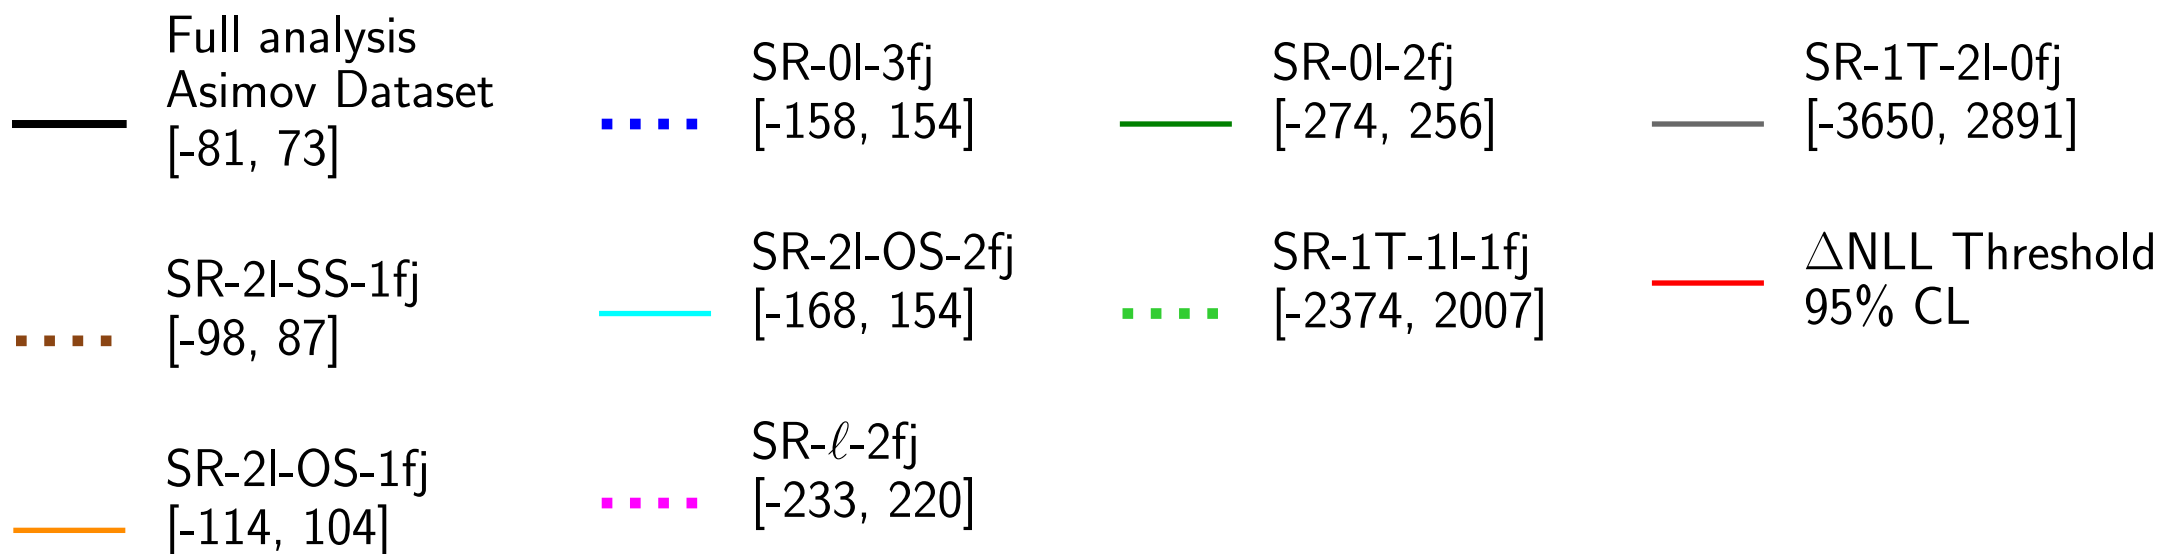 Full analysis
Asimov Dataset
[-81, 73]
SR-2l-SS-1fj
[-98, 87]
SR-2l-OS-1fj
[-114, 104]
SR-0l-3fj
[-158, 154]
SR-2l-OS-2fj
[-168, 154]
SR-ℓ-2fj
[-233, 220]
SR-0l-2fj
[-274, 256]
SR-1T-1l-1fj
[-2374, 2007]
SR-1T-2l-0fj
[-3650, 2891]
ΔNLL Threshold
95% CL